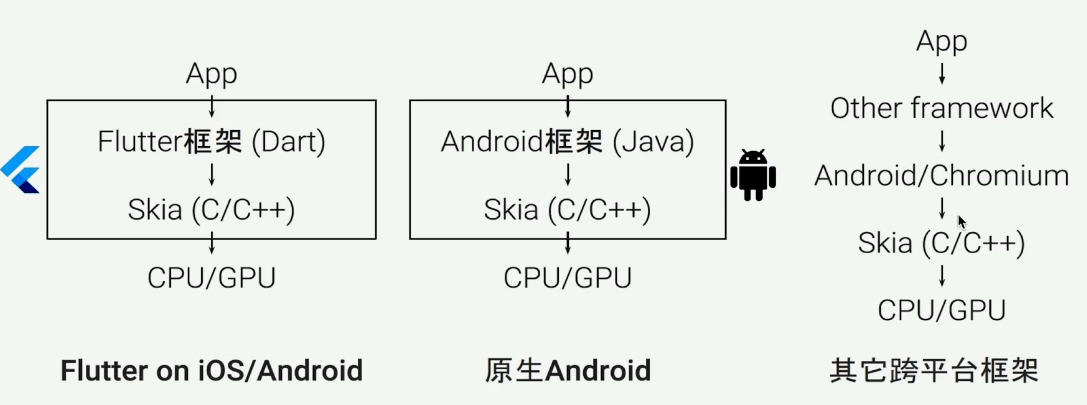 App
Flutter框架 (Dart)
Skia (C/C++)
CPU/GPU
Flutter on iOS/Android
App
Android框架 (Java)
Skia (C/C++)
CPU/GPU
原生Android
App
Other framework
Android/Chromium
Skia (C/C++)
CPU/GPU
其它跨平台框架